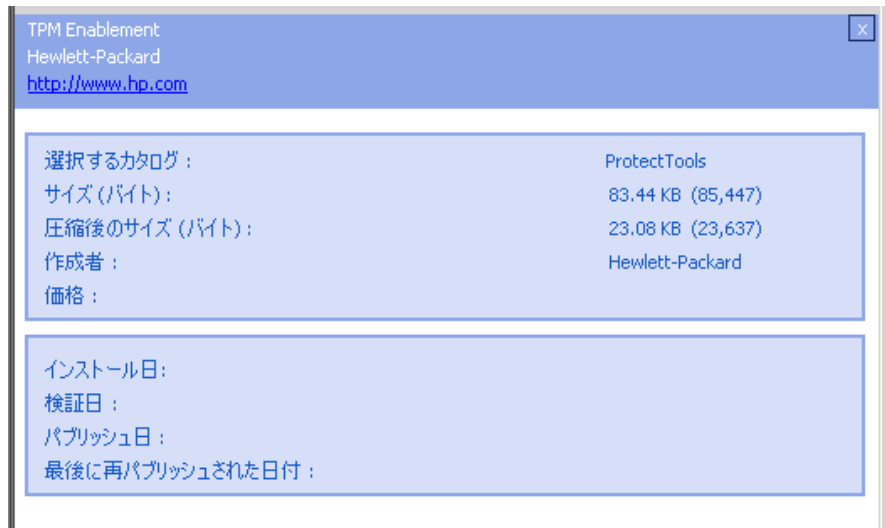 TPM Enablement
x
Hewlett-Packard
http://www.hp.com
選択するカタログ : ProtectTools
サイズ (バイト) : 83.44 KB (85,447)
圧縮後のサイズ (バイト) : 23.08 KB (23,637)
作成者 : Hewlett-Packard
価格 :
インストール日:
検証日 :
パブリッシュ日 :
最後に再パブリッシュされた日付 :